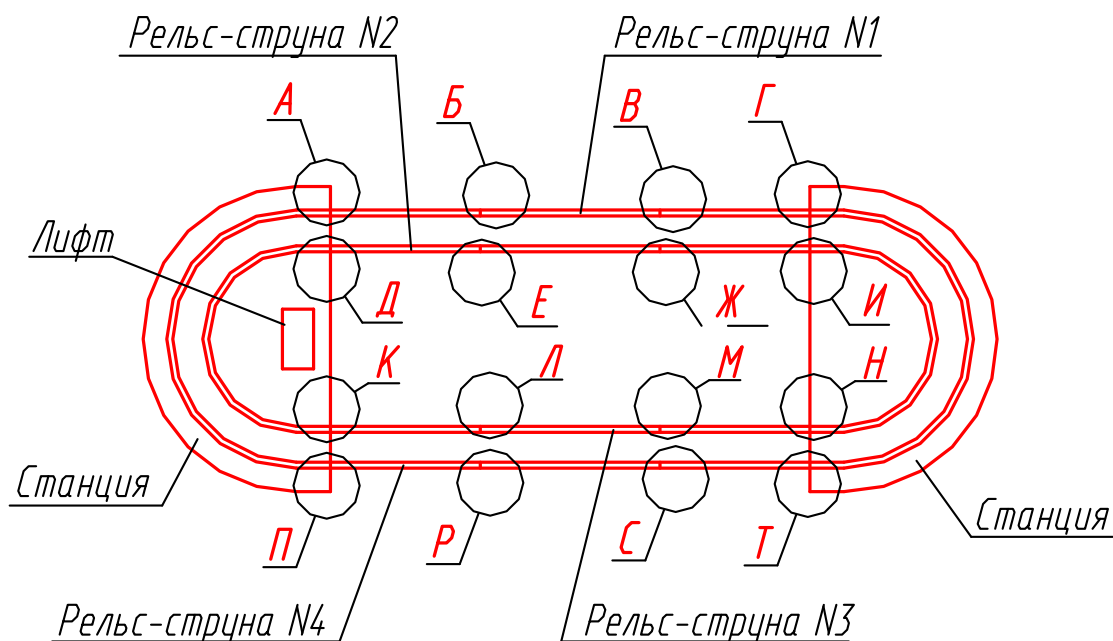 Рельс-струна N2
Рельс-струна N1
А
Б
В
Г
Лифт
Д
Е
Ж
И
К
Л
М
Н
Станция
Станция
П
Р
С
Т
Рельс-струна N4
Рельс-струна N3